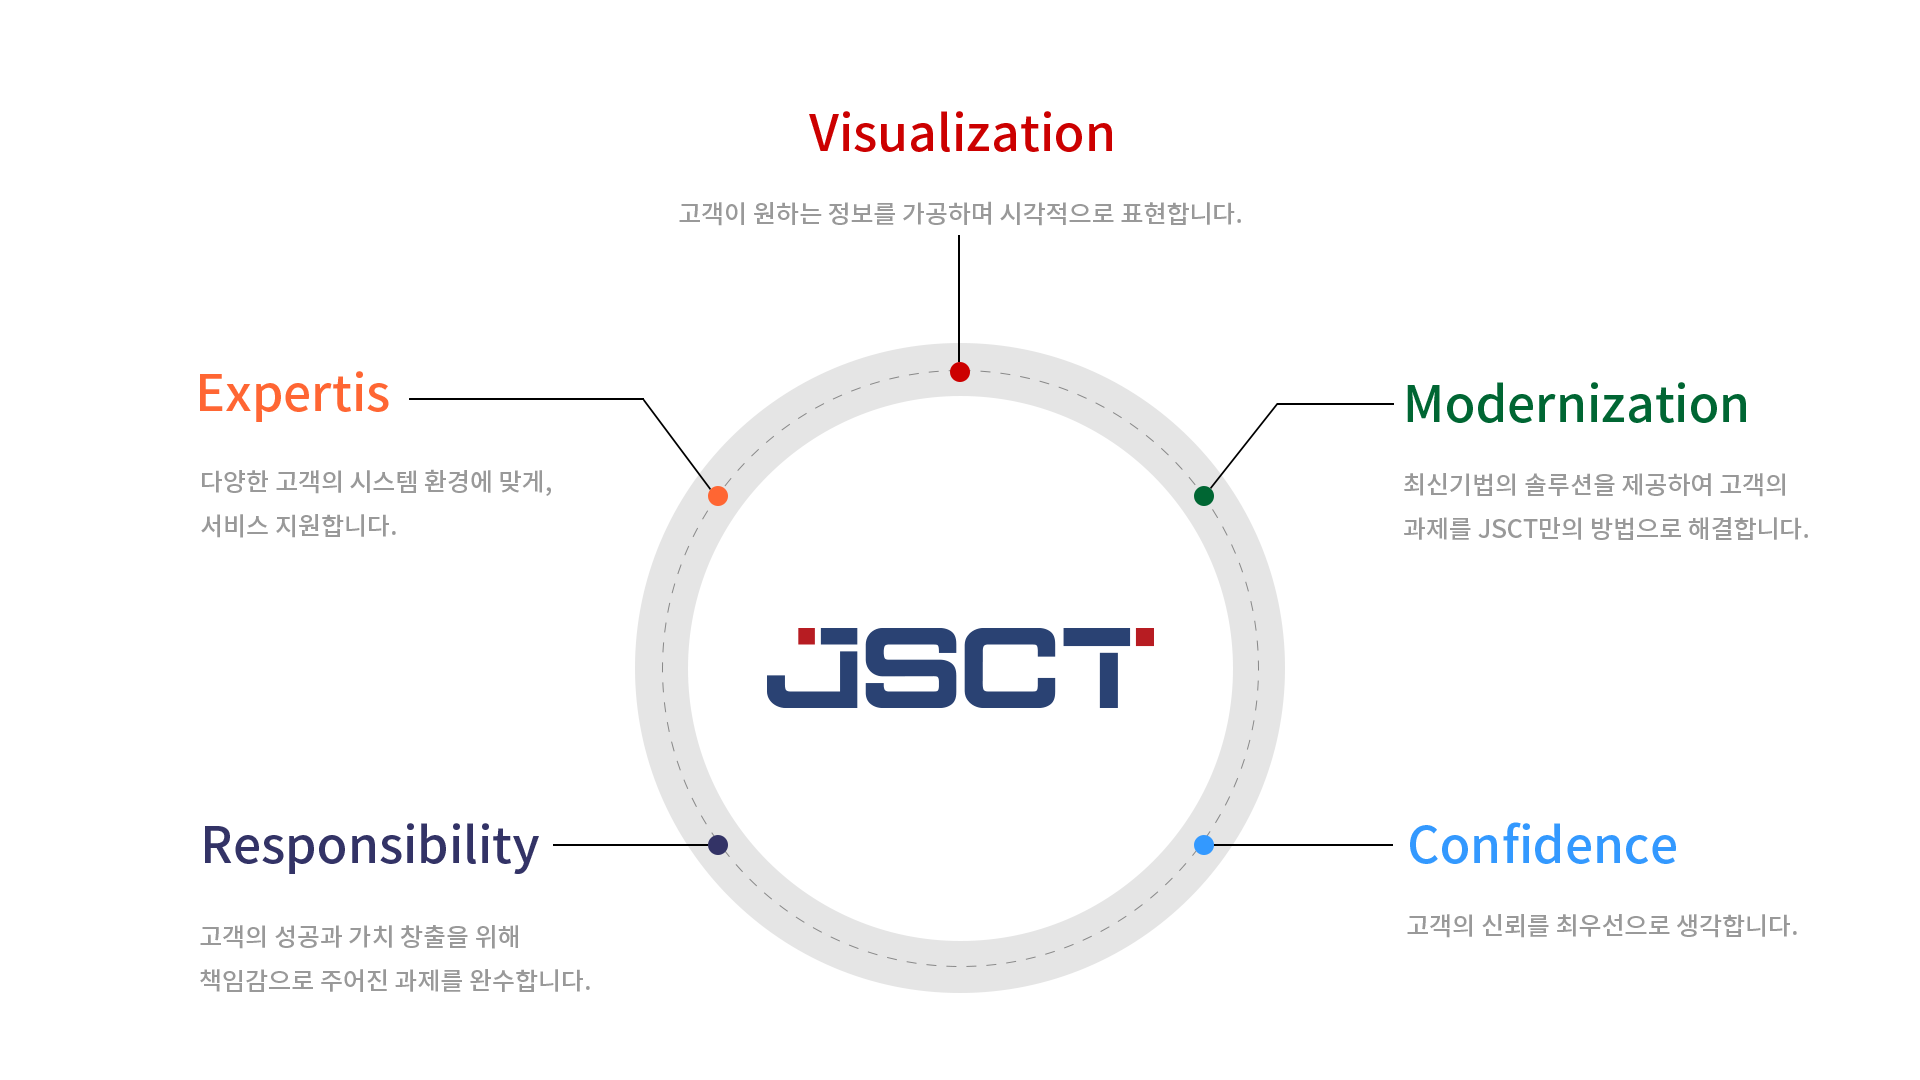 Visualization
고객이 원하는 정보를 가공하며 시각적으로 표현합니다.
Expertis
다양한 고객의 시스템 환경에 맞게,
서비스 지원합니다.
Modernization
최신기법의 솔루션을 제공하여 고객의
과제를 JSCT만의 방법으로 해결합니다.
JSCT
Responsibility
고객의 성공과 가치 창출을 위해
책임감으로 주어진 과제를 완수합니다.
Confidence
고객의 신뢰를 최우선으로 생각합니다.